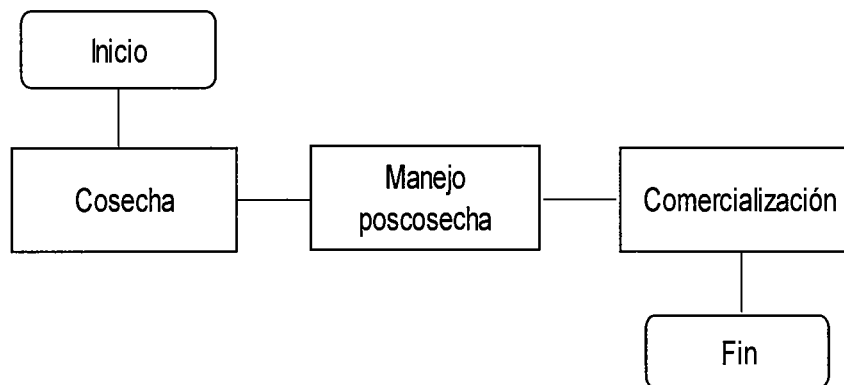 Inicio
Cosecha
Manejo
poscosecha
Comercialización
Fin